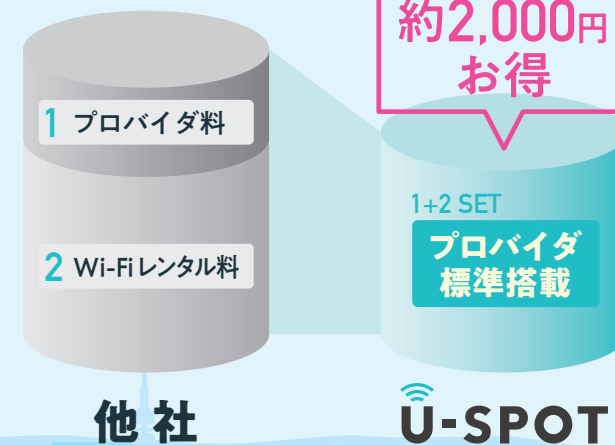 約2,000円
お得
1 プロバイダ料
2 Wi-Fiレンタル料
1+2 SET
プロバイダ
標準搭載
他社
U-SPOT